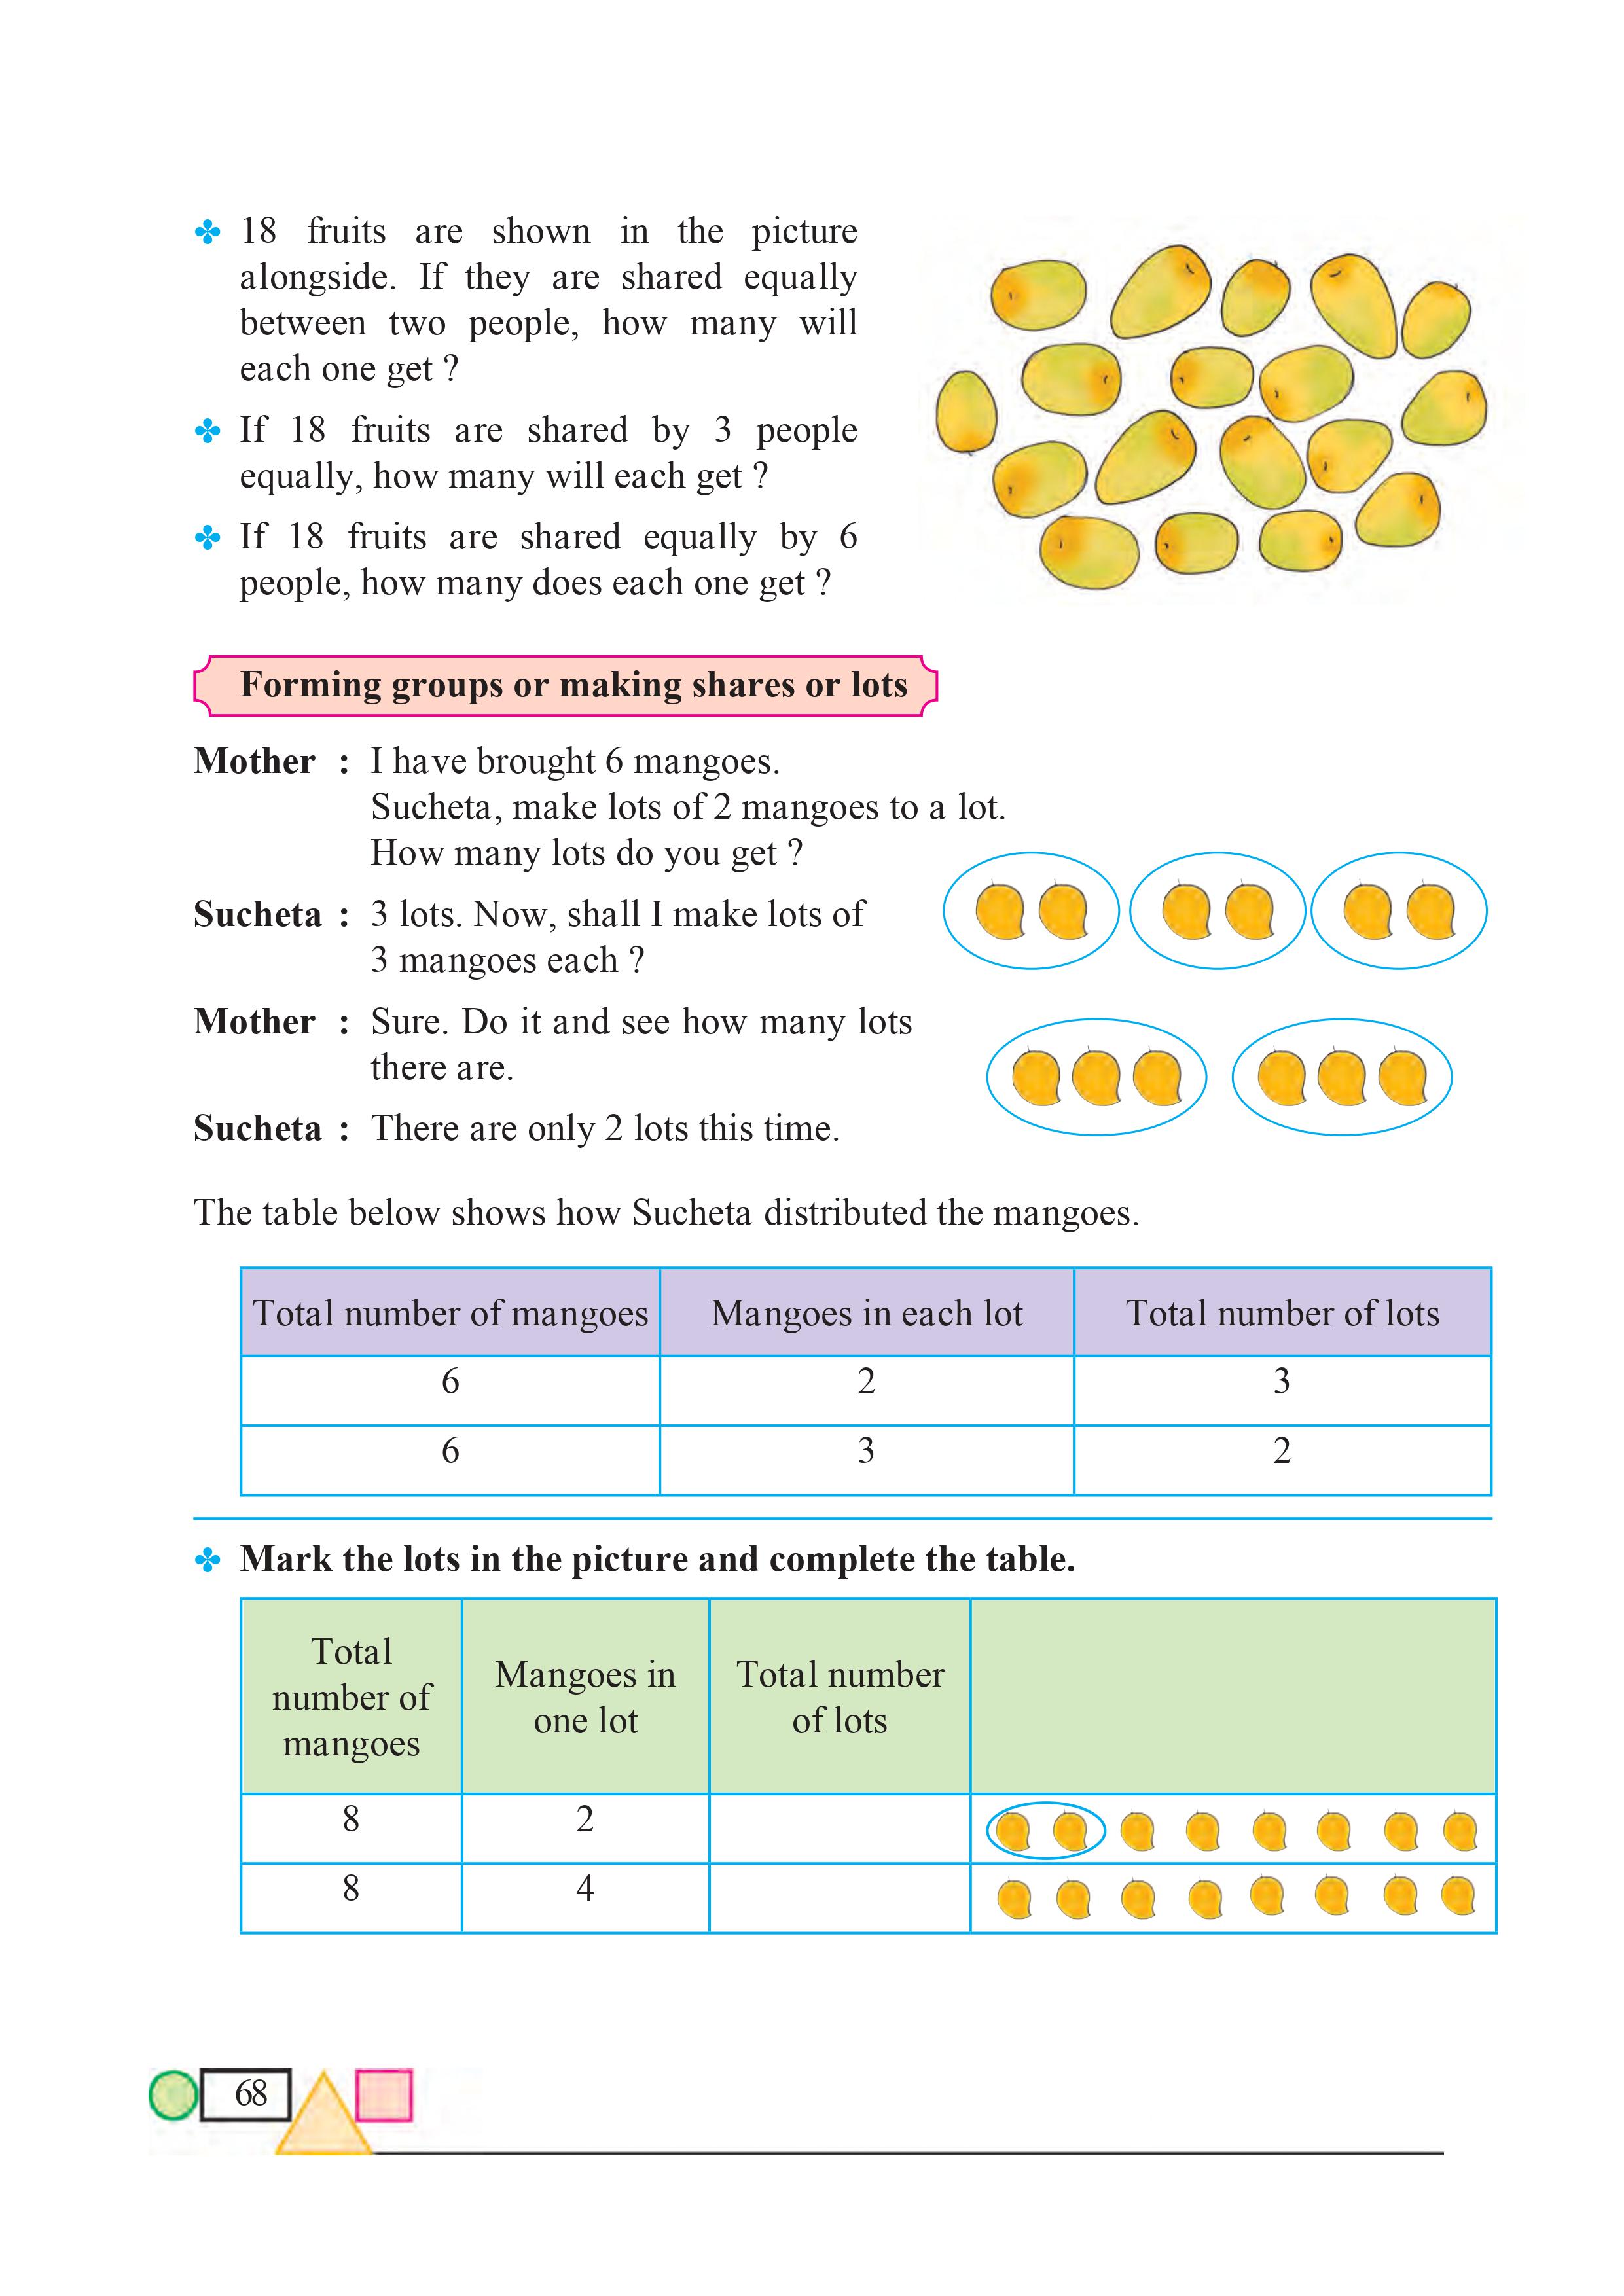 18 fruits are shown in the picture
alongside. If they are shared equally
between two people, how many will
each one get ?
If 18 fruits are shared by 3 people
equally, how many will each get ?
If 18 fruits are shared equally by 6
people, how many does each one get ?
Forming groups or making shares or lots
Mother : I have brought 6 mangoes.
Sucheta, make lots of 2 mangoes to a lot.
How many lots do you get ?
Sucheta : 3 lots. Now, shall I make lots of
3 mangoes each ?
Mother : Sure. Do it and see how many lots
there are.
Sucheta : There are only 2 lots this time.
The table below shows how Sucheta distributed the mangoes.
Total number of mangoes Mangoes in each lot Total number of lots
6 2 3
6 3 2
Mark the lots in the picture and complete the table.
Total
number of
mangoes
Mangoes in
one lot
Total number
of lots
8 2
8 4
68